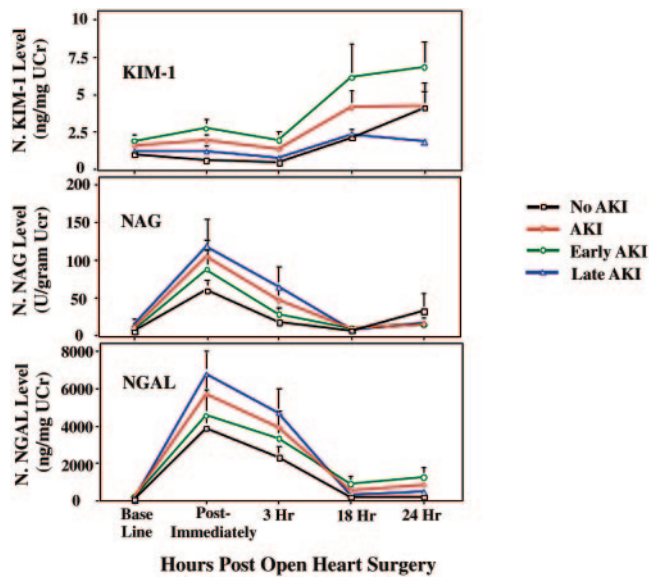 10
7.5
5
2.5
0
N. KIM-1 Level
(ng/mg UCr)
KIM-1
200
150
100
50
0
N. NAG Level
(U/gram Ucr)
NAG
8000
6000
4000
2000
0
N. NGAL Level
(ng/mg UCr)
NGAL
No AKI
AKI
Early AKI
Late AKI
Base
Line
Post-
Immediately
3 Hr
18 Hr
24 Hr
Hours Post Open Heart Surgery